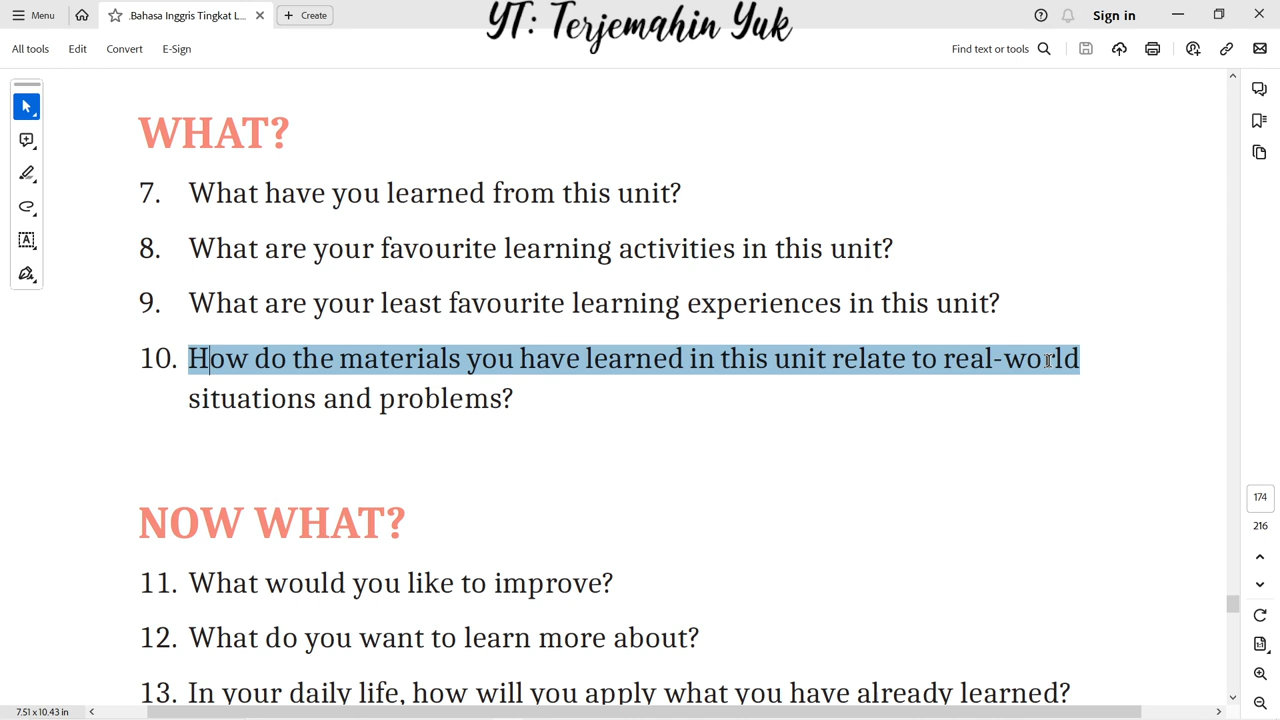 YT: Terjemahin Yuk
Menu
.Bahasa Inggris Tingkat L...
Create
Sign in
All tools
Edit
Convert
E-Sign
Find text or tools
WHAT?
7. What have you learned from this unit?
8. What are your favourite learning activities in this unit?
9. What are your least favourite learning experiences in this unit?
10. How do the materials you have learned in this unit relate to real-world
situations and problems?
NOW WHAT?
11. What would you like to improve?
12. What do you want to learn more about?
13. In your daily life, how will you apply what you have already learned?
174
216
7.51 x 10.43 in